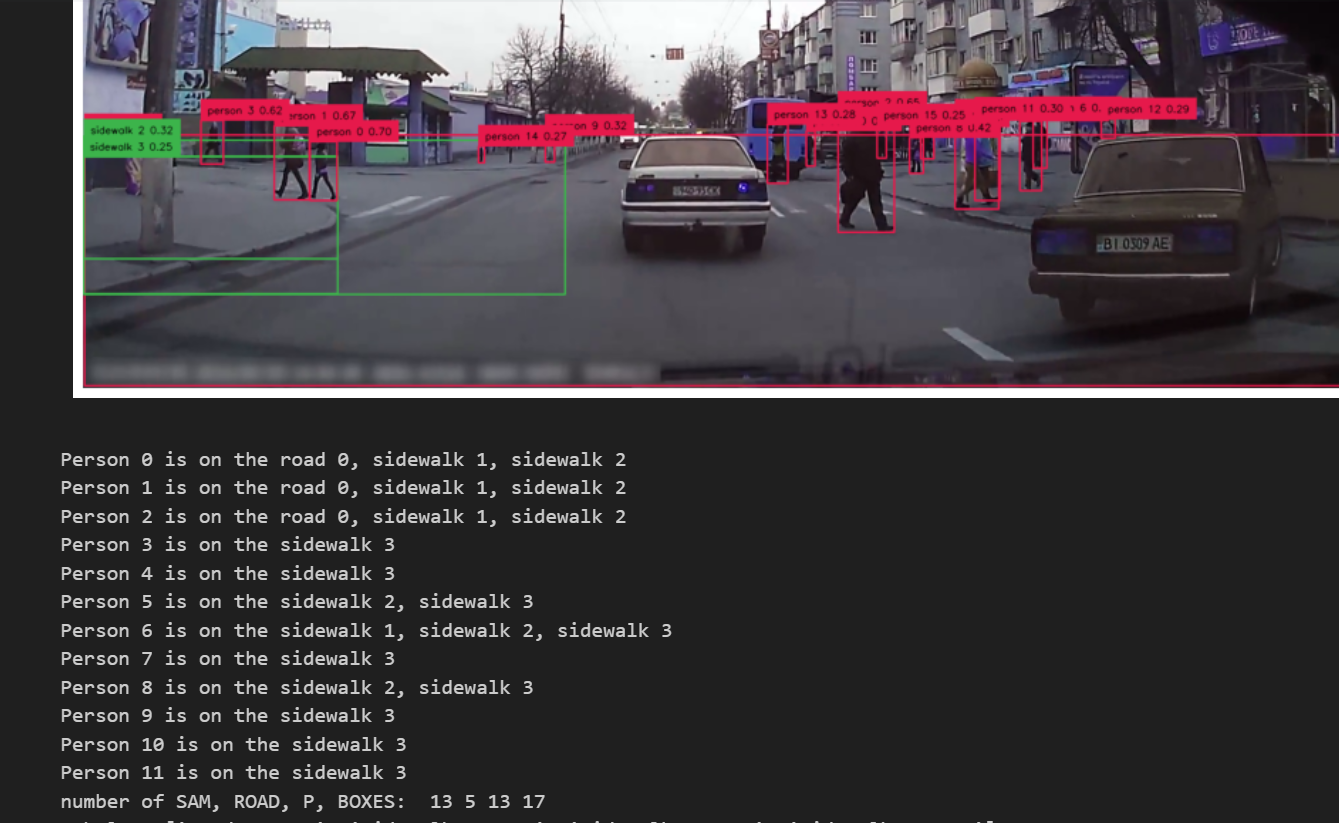 person 3 0.62
person 1 0.67
person 0 0.70
person 14 0.27
person 9 0.32
person 13 0.28
person 2 0.65
person 15 0.25
person 8 0.42
person 11 0.30
6 0.
person 12 0.29
sidewalk 2 0.32
sidewalk 3 0.25
BI 0309 AE
Person 0 is on the road 0, sidewalk 1, sidewalk 2
Person 1 is on the road 0, sidewalk 1, sidewalk 2
Person 2 is on the road 0, sidewalk 1, sidewalk 2
Person 3 is on the sidewalk 3
Person 4 is on the sidewalk 3
Person 5 is on the sidewalk 2, sidewalk 3
Person 6 is on the sidewalk 1, sidewalk 2, sidewalk 3
Person 7 is on the sidewalk 3
Person 8 is on the sidewalk 2, sidewalk 3
Person 9 is on the sidewalk 3
Person 10 is on the sidewalk 3
Person 11 is on the sidewalk 3
number of SAM, ROAD, P, BOXES:  13 5 13 17